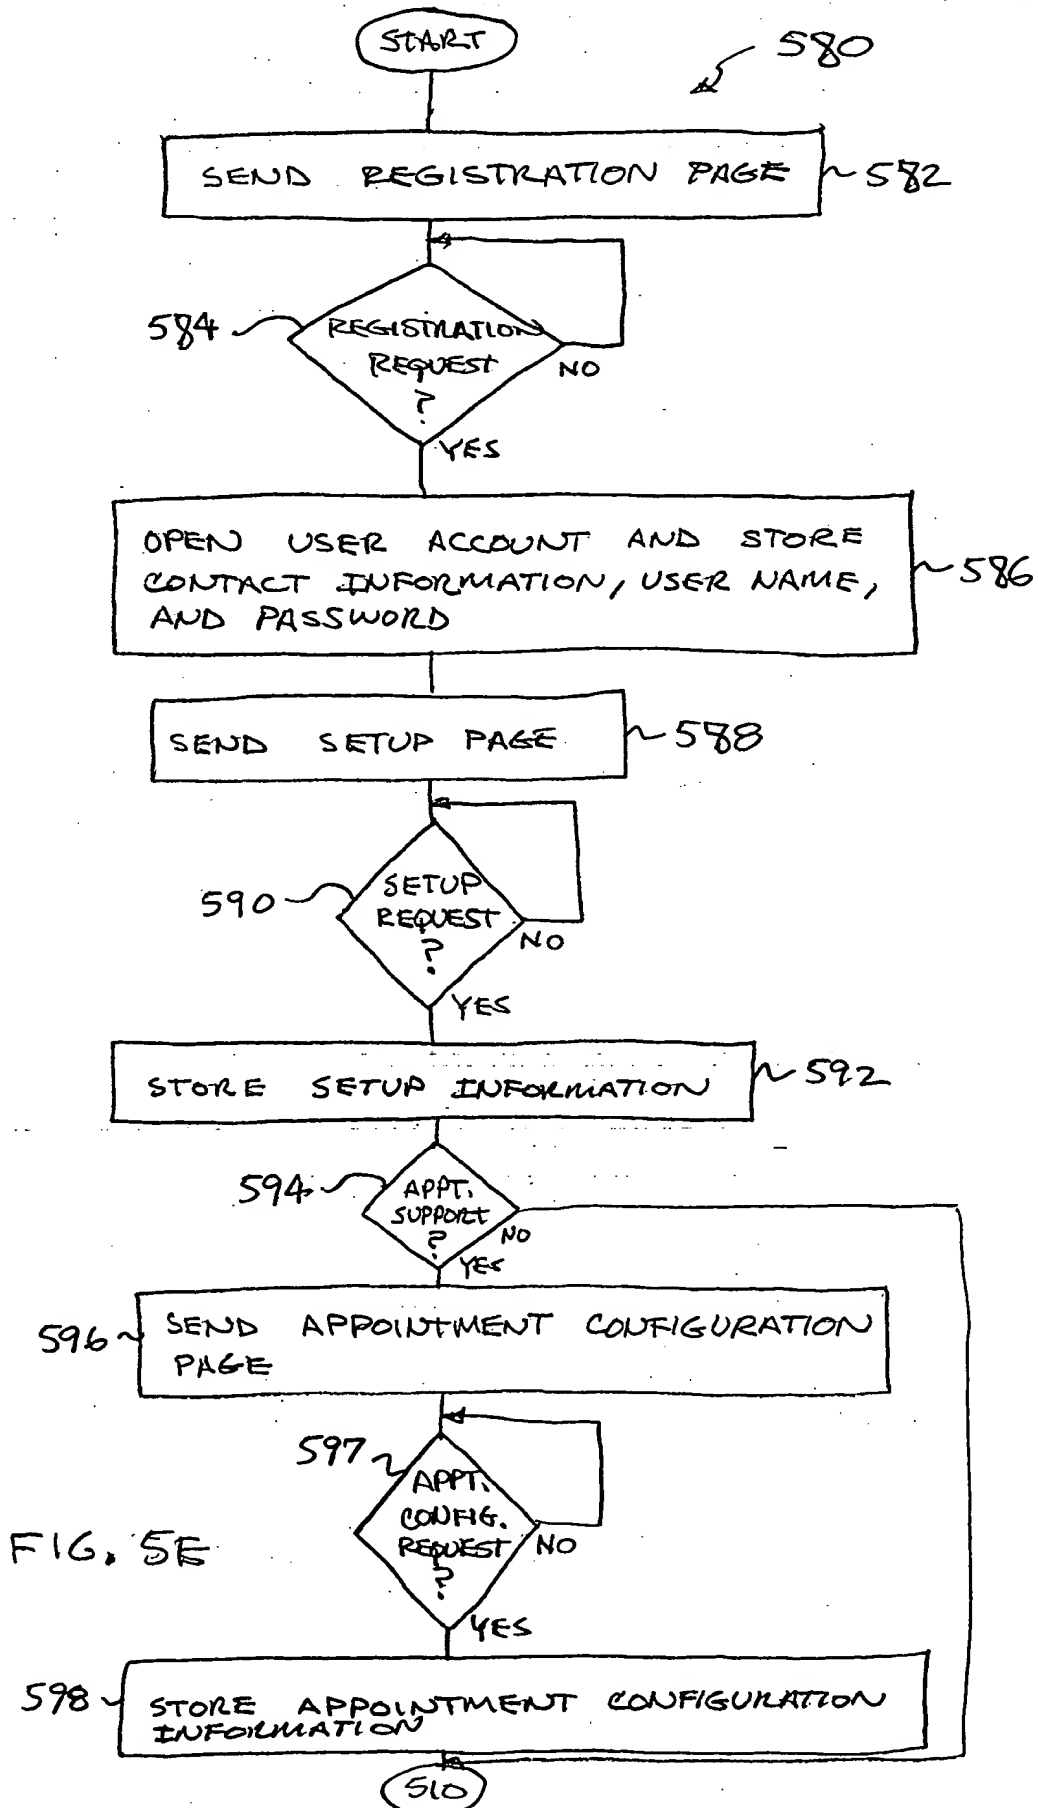 START
580
SEND REGISTRATION PAGE
582
584
REGISTRATION
REQUEST
?
NO
YES
OPEN USER ACCOUNT AND STORE
CONTACT INFORMATION, USER NAME,
AND PASSWORD
586
SEND SETUP PAGE
588
590
SETUP
REQUEST
?
NO
YES
STORE SETUP INFORMATION
592
594
APPT.
SUPPORT
?
NO
YES
596
SEND APPOINTMENT CONFIGURATION
PAGE
597
APPT.
CONFIG.
REQUEST
?
NO
YES
FIG. 5E
598
STORE APPOINTMENT CONFIGURATION
INFORMATION
510